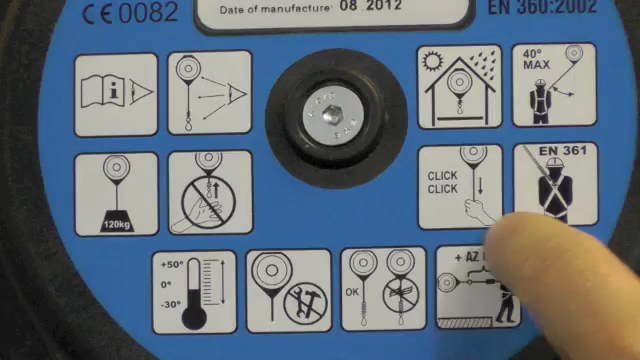 CE 0082
Date of manufacture: 08.2012
EN 360:2002
i
40°
MAX
120kg
CLICK
CLICK
EN 361
+50°
0°
-30°
OK
+ AZ